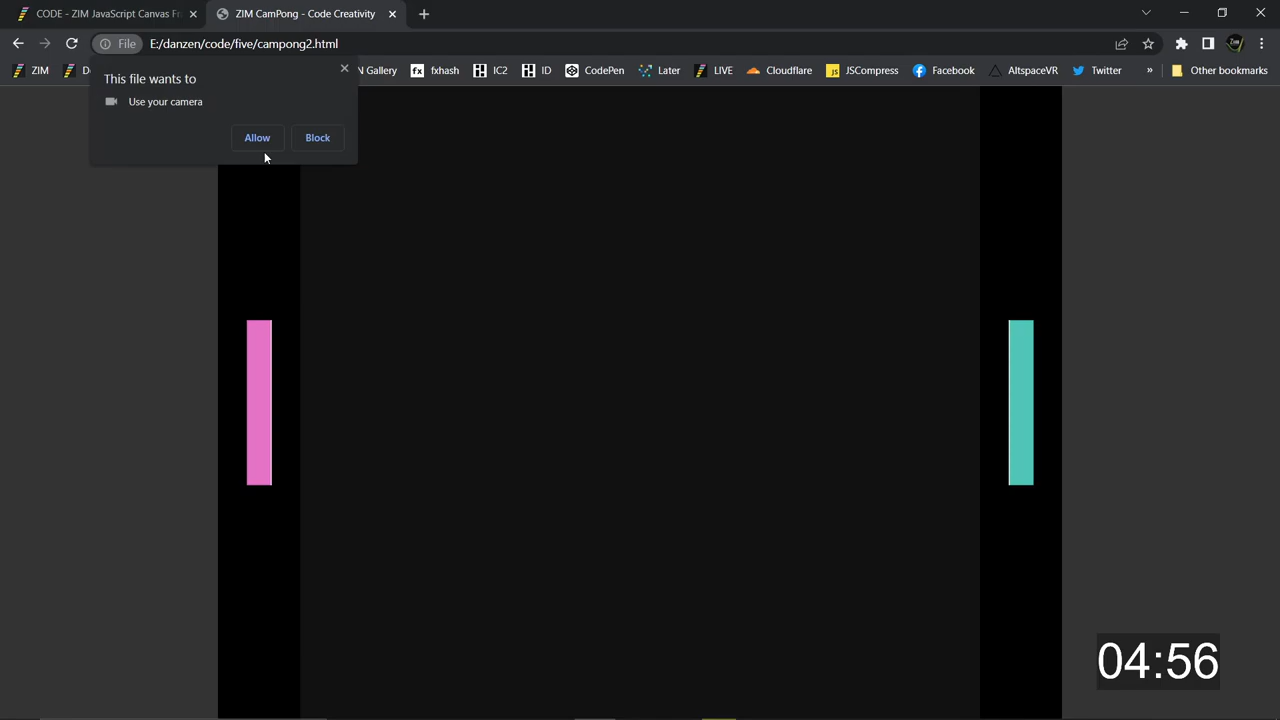 CODE - ZIM JavaScript Canvas Fr
ZIM CamPong - Code Creativity
File
E:/danzen/code/five/campong2.html
ZIM
N Gallery
fxhash
IC2
ID
CodePen
Later
LIVE
Cloudflare
JSCompress
Facebook
AltspaceVR
Twitter
»
Other bookmarks
This file wants to
Use your camera
Allow
Block
04:56